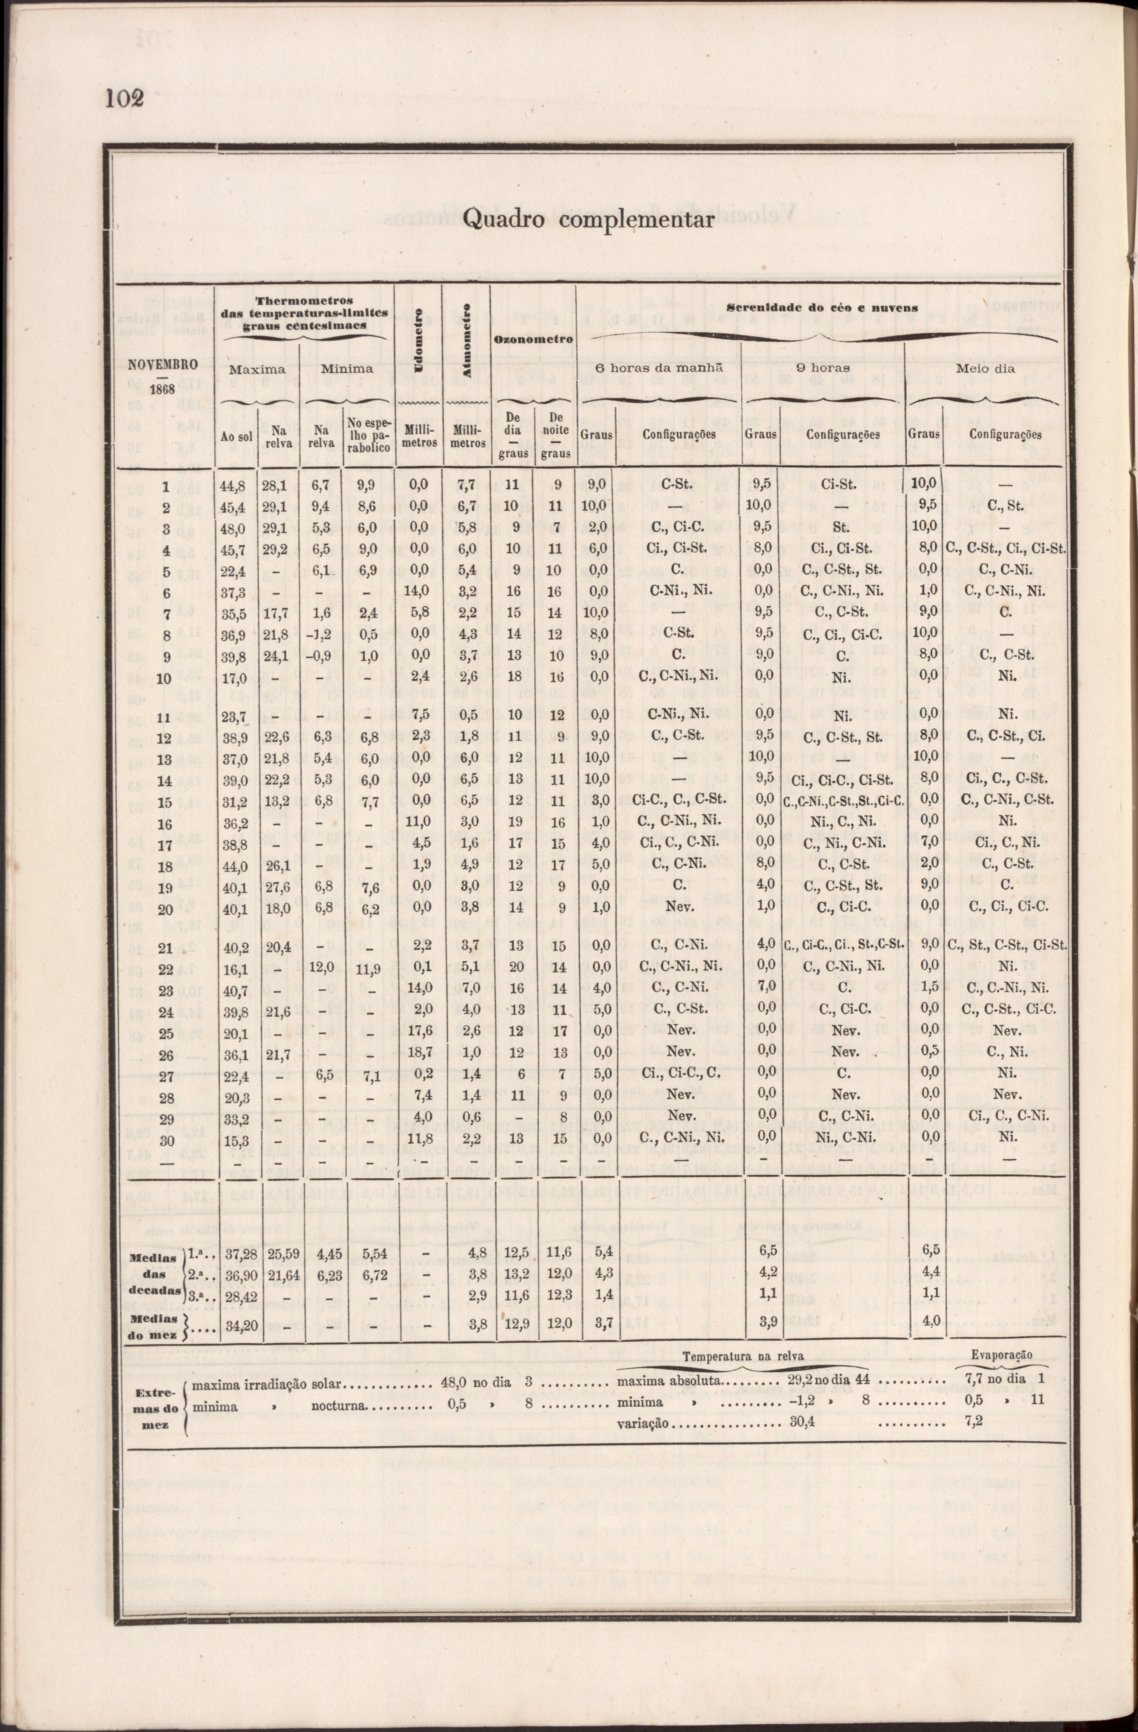 102
Quadro complementar
NOVEMBRO
—
1868
Thermometros
das temperaturas-limites
graus centesimaes
Udometro
Atmometro
Ozonometro
Serenidade do céo e nuvens
Maxima
Minima
6 horas da manhã
9 horas
Meio dia
Ao sol
Na relva
Na relva
No espelho parabolico
Millimetros
Millimetros
De dia — graus
De noite — graus
Graus
Configurações
Graus
Configurações
Graus
Configurações
1 44,8 28,1 6,7 9,9 0,0 7,7 11 9 9,0 C-St. 9,5 Ci-St. 10,0 —
2 45,4 29,1 9,4 8,6 0,0 6,7 10 11 10,0 — 10,0 — 9,5 C., St.
3 48,0 29,1 5,3 6,0 0,0 5,8 9 7 2,0 C., Ci-C. 9,5 St. 10,0 —
4 45,7 29,2 6,5 9,0 0,0 6,0 10 11 6,0 Ci., Ci-St. 8,0 Ci., Ci-St. 8,0 C., C-St., Ci., Ci-St.
5 22,4 – 6,1 6,9 0,0 5,4 9 10 0,0 C. 0,0 C., C-St., St. 0,0 C., C-Ni.
6 37,3 – – – 14,0 3,2 16 16 0,0 C-Ni., Ni. 0,0 C., C-Ni., Ni. 1,0 C., C-Ni., Ni.
7 35,5 17,7 1,6 2,4 5,8 2,2 15 14 10,0 — 9,5 C., C-St. 9,0 C.
8 36,9 21,8 –1,2 0,5 0,0 4,3 14 12 8,0 C-St. 9,5 C., Ci., Ci-C. 10,0 —
9 39,8 24,1 –0,9 1,0 0,0 3,7 13 10 9,0 C. 9,0 C. 8,0 C., C-St.
10 17,0 – – – 2,4 2,6 18 16 0,0 C., C-Ni., Ni. 0,0 Ni. 0,0 Ni.
11 23,7 – – – 7,5 0,5 10 12 0,0 C-Ni., Ni. 0,0 Ni. 0,0 Ni.
12 38,9 22,6 6,3 6,8 2,3 1,8 11 9 9,0 C., C-St. 9,5 C., C-St., St. 8,0 C., C-St., Ci.
13 37,0 21,8 5,4 6,0 0,0 6,0 12 11 10,0 — 10,0 — 10,0 —
14 39,0 22,2 5,3 6,0 0,0 6,5 13 11 10,0 — 9,5 Ci., Ci-C., Ci-St. 8,0 Ci., C., C-St.
15 31,2 13,2 6,8 7,7 0,0 6,5 12 11 3,0 Ci-C., C., C-St. 0,0 C.,C-Ni.,C-St.,St.,Ci-C. 0,0 C., C-Ni., C-St.
16 36,2 – – – 11,0 3,0 19 16 1,0 C., C-Ni., Ni. 0,0 Ni., C., Ni. 0,0 Ni.
17 38,8 – – – 4,5 1,6 17 15 4,0 Ci., C., C-Ni. 0,0 C., Ni., C-Ni. 7,0 Ci., C., Ni.
18 44,0 26,1 – – 1,9 4,9 12 17 5,0 C., C-Ni. 8,0 C., C-St. 2,0 C., C-St.
19 40,1 27,6 6,8 7,6 0,0 3,0 12 9 0,0 C. 4,0 C., C-St., St. 9,0 C.
20 40,1 18,0 6,8 6,2 0,0 3,8 14 9 1,0 Nev. 1,0 C., Ci-C. 0,0 C., Ci., Ci-C.
21 40,2 20,4 – – 2,2 3,7 13 15 0,0 C., C-Ni. 4,0 C., Ci-C., Ci., St.,C-St. 9,0 C., St., C-St., Ci-St.
22 16,1 – 12,0 11,9 0,1 5,1 20 14 0,0 C., C-Ni., Ni. 0,0 C., C-Ni., Ni. 0,0 Ni.
23 40,7 – – – 14,0 7,0 16 14 4,0 C., C-Ni. 7,0 C. 1,5 C., C.-Ni., Ni.
24 39,8 21,6 – – 2,0 4,0 13 11 5,0 C., C-St. 0,0 C., Ci-C. 0,0 C., C-St., Ci-C.
25 20,1 – – – 17,6 2,6 12 17 0,0 Nev. 0,0 Nev. 0,0 Nev.
26 36,1 21,7 – – 18,7 1,0 12 13 0,0 Nev. 0,0 Nev. 0,5 C., Ni.
27 22,4 – 6,5 7,1 0,2 1,4 6 7 5,0 Ci., Ci-C., C. 0,0 C. 0,0 Ni.
28 20,3 – – – 7,4 1,4 11 9 0,0 Nev. 0,0 Nev. 0,0 Nev.
29 33,2 – – – 4,0 0,6 – 8 0,0 Nev. 0,0 C., C-Ni. 0,0 Ci., C., C-Ni.
30 15,3 – – – 11,8 2,2 13 15 0,0 C., C-Ni., Ni. 0,0 Ni., C-Ni. 0,0 Ni.
— – – – – – – – – – — – — – —
Medias das decadas
1.ª.. 37,28 25,59 4,45 5,54 – 4,8 12,5 11,6 5,4 6,5 6,5
2.ª.. 36,90 21,64 6,23 6,72 – 3,8 13,2 12,0 4,3 4,2 4,4
3.ª.. 28,42 – – – – 2,9 11,6 12,3 1,4 1,1 1,1
Medias do mez .... 34,20 – – – – 3,8 12,9 12,0 3,7 3,9 4,0
Temperatura na relva Evaporação
Extremas do mez
maxima irradiação solar............. 48,0 no dia 3 .......... maxima absoluta......... 29,2 no dia 44 .......... 7,7 no dia 1
minima » nocturna.......... 0,5 » 8 .......... minima » ......... –1,2 » 8 .......... 0,5 » 11
variação................ 30,4 .......... 7,2